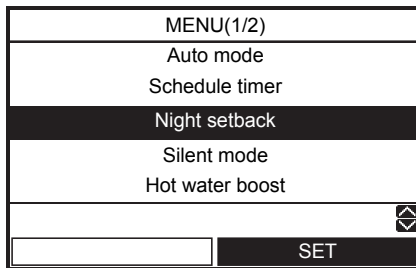 MENU(1/2)
Auto mode
Schedule timer
Night setback
Silent mode
Hot water boost
SET